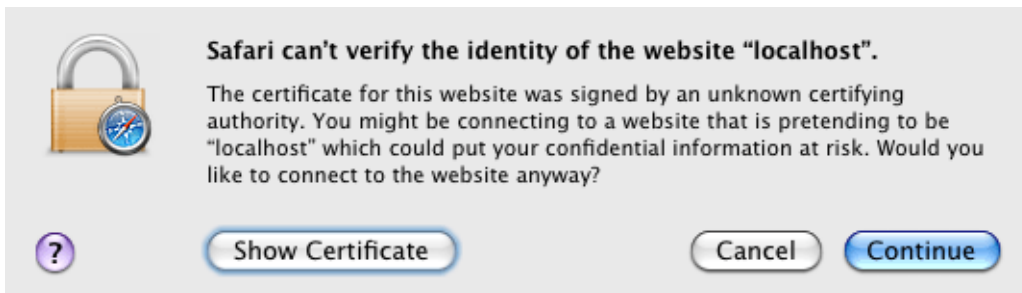 Safari can't verify the identity of the website “localhost”.
The certificate for this website was signed by an unknown certifying
authority. You might be connecting to a website that is pretending to be
“localhost” which could put your confidential information at risk. Would you
like to connect to the website anyway?
?
Show Certificate
Cancel
Continue